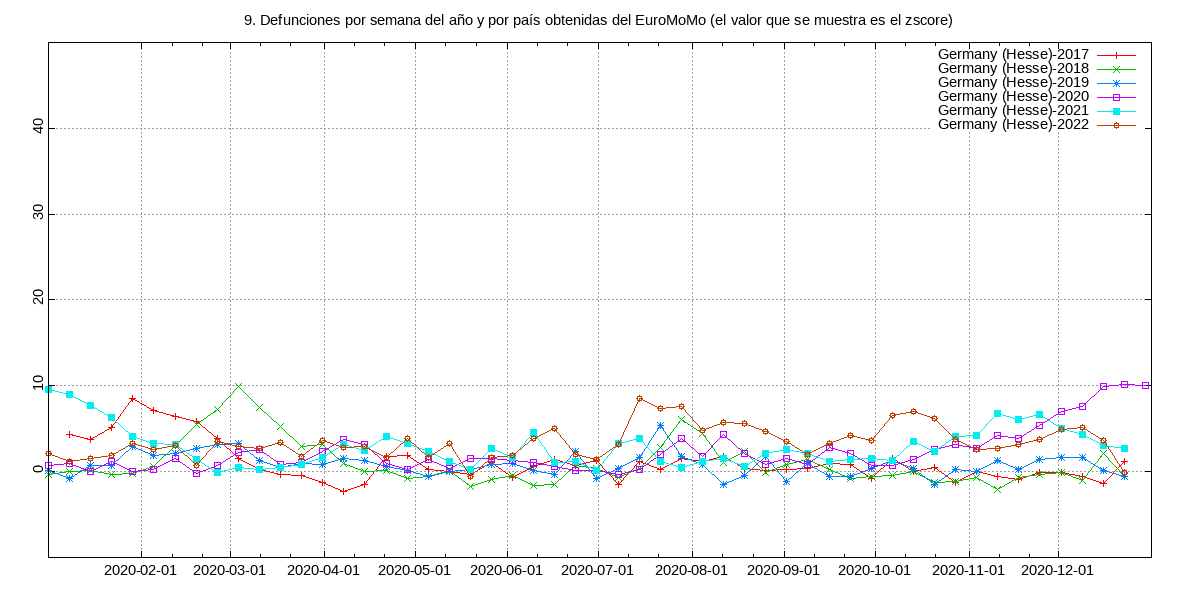 9. Defunciones por semana del año y por país obtenidas del EuroMoMo (el valor que se muestra es el zscore)
Germany (Hesse)-2017
Germany (Hesse)-2018
Germany (Hesse)-2019
Germany (Hesse)-2020
Germany (Hesse)-2021
Germany (Hesse)-2022
40
30
20
10
0
2020-02-01 2020-03-01 2020-04-01 2020-05-01 2020-06-01 2020-07-01 2020-08-01 2020-09-01 2020-10-01 2020-11-01 2020-12-01